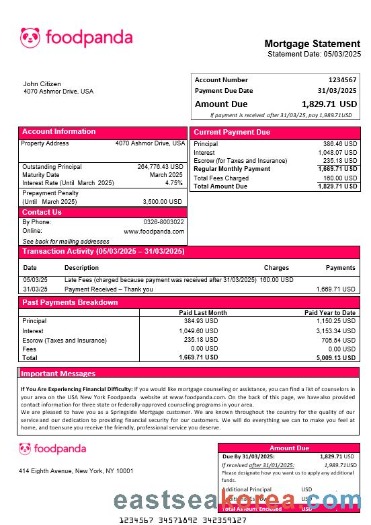 foodpanda
Mortgage Statement
Statement Date: 05/03/2025
John Citizen
4070 Ashmor Drive, USA
Account Number 1234567
Payment Due Date 31/03/2025
Amount Due 1,829.71 USD
If payment is received after 31/03/25, pay 1,989.71USD
Account Information
Property Address 4070 Ashmor Drive, USA
Outstanding Principal 264,776.43 USD
Maturity Date March 2025
Interest Rate (Until March 2025) 4.75%
Prepayment Penalty
(Until March 2025) 3,500.00 USD
Contact Us
By Phone: 0326-8003022
Online: www.foodpanda.com
See back for mailing addresses
Current Payment Due
Principal 386.46 USD
Interest 1,048.07 USD
Escrow (for Taxes and Insurance) 235.18 USD
Regular Monthly Payment 1,669.71 USD
Total Fees Charged 160.00 USD
Total Amount Due 1,829.71 USD
Transaction Activity (05/03/2025 – 31/03/2025)
Date Description Charges Payments
05/03/25 Late Fees (charged because payment was received after 31/03/2025) 160.00 USD
31/03/25 Payment Received – Thank you 1,669.71 USD
Past Payments Breakdown
Paid Last Month Paid Year to Date
Principal 384.93 USD 1,150.25 USD
Interest 1,049.60 USD 3,153.34 USD
Escrow (Taxes and Insurance) 235.18 USD 705.54 USD
Fees 0.00 USD 0.00 USD
Total 1,669.71 USD 5,009.13 USD
Important Messages
If You Are Experiencing Financial Difficulty: If you would like mortgage counseling or assistance, you can find a list of counselors in
your area on the USA New York Foodpanda website at www.foodpanda.com. On the back of this page, we have also provided
contact information for three state or federally approved counseling programs in your area.
We are pleased to have you as a Springside Mortgage customer. We are known throughout the country for the quality of our
service and our dedication to providing financial security for our customers. We will do everything we can to make you feel at
home, and to ensure you receive the friendly, professional service you deserve.
foodpanda
414 Eighth Avenue, New York, NY 10001
Amount Due
Due By 31/03/2025: 1,829.71 USD
If received after 31/03/2025: 1,989.71USD
Please designate how you want us to apply any additional
funds.
Additional Principal USD
USD
Total Amount Enclosed USD
eastseakorea.com
1234567 34571892 342359127